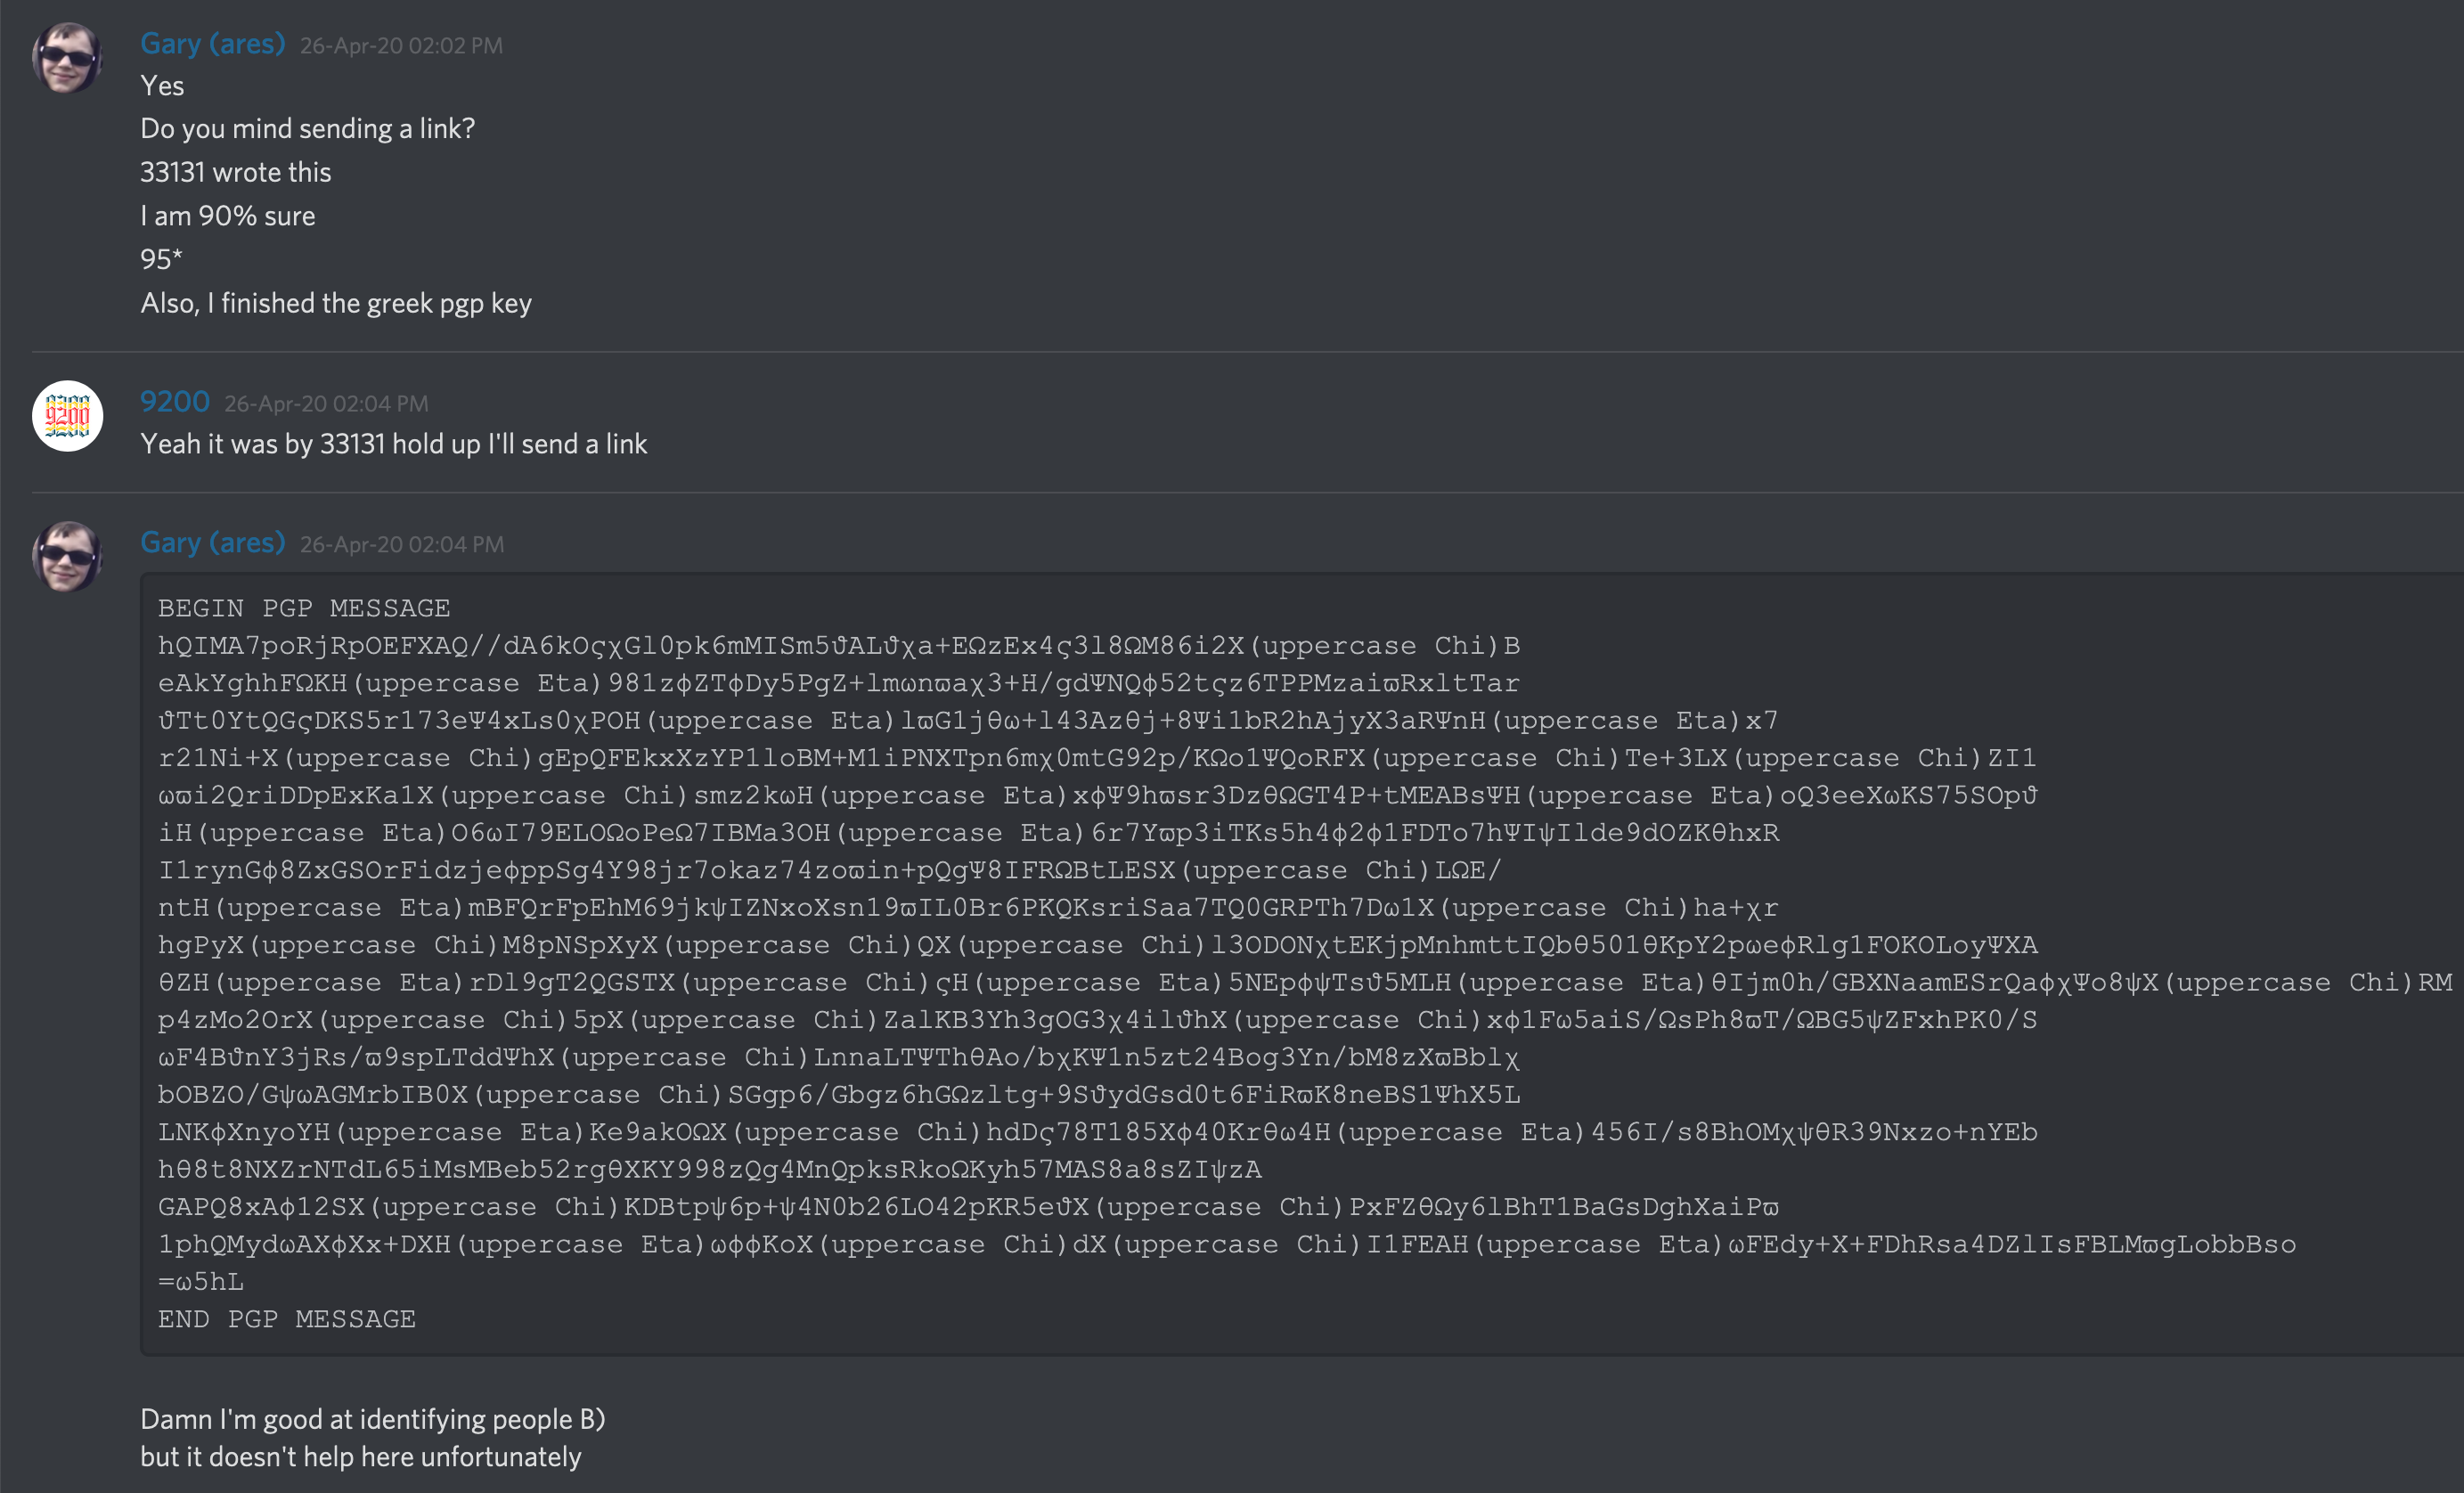 Gary (ares) 26-Apr-20 02:02 PM
Yes
Do you mind sending a link?
33131 wrote this
I am 90% sure
95*
Also, I finished the greek pgp key
9200
9200 26-Apr-20 02:04 PM
Yeah it was by 33131 hold up I'll send a link
Gary (ares) 26-Apr-20 02:04 PM
BEGIN PGP MESSAGE
hQIMA7poRjRpOEFXAQ//dA6kOςχGl0pk6mMISm5ϑALϑχa+EΩzEx4ς3l8ΩM86i2X(uppercase Chi)B
eAkYghhFΩKH(uppercase Eta)981zϕZTϕDy5PgZ+lmωnϖaχ3+H/gdΨNQϕ52tςz6TPPMzaiϖRxltTar
ϑTt0YtQGςDKS5r173eΨ4xLs0χPOH(uppercase Eta)lϖG1jθω+l43Azθj+8Ψi1bR2hAjyX3aRΨnH(uppercase Eta)x7
r21Ni+X(uppercase Chi)gEpQFEkxXzYP1loBM+M1iPNXTpn6mχ0mtG92p/KΩo1ΨQoRFX(uppercase Chi)Te+3LX(uppercase Chi)ZI1
ωϖi2QriDDpExKa1X(uppercase Chi)smz2kωH(uppercase Eta)xϕΨ9hϖsr3DzθΩGT4P+tMEABsΨH(uppercase Eta)oQ3eeXωKS75SOpϑ
iH(uppercase Eta)O6ωI79ELOΩoPeΩ7IBMa3OH(uppercase Eta)6r7Yϖp3iTKs5h4ϕ2ϕ1FDTo7hΨIψIlde9dOZKθhxR
I1rynGϕ8ZxGSOrFidzjeϕppSg4Y98jr7okaz74zoϖin+pQgΨ8IFRΩBtLESX(uppercase Chi)LΩE/
ntH(uppercase Eta)mBFQrFpEhM69jkψIZNxoXsn19ϖIL0Br6PKQKsriSaa7TQ0GRPTh7Dω1X(uppercase Chi)ha+χr
hgPyX(uppercase Chi)M8pNSpXyX(uppercase Chi)QX(uppercase Chi)l3ODONχtEKjpMnhmttIQbθ501θKpY2pωeϕRlg1FOKOLoyΨXA
θZH(uppercase Eta)rDl9gT2QGSTX(uppercase Chi)ςH(uppercase Eta)5NEpϕψTsϑ5MLH(uppercase Eta)θIjm0h/GBXNaamESrQaϕχΨo8ψX(uppercase Chi)RM
p4zMo2OrX(uppercase Chi)5pX(uppercase Chi)ZalKB3Yh3gOG3χ4ilϑhX(uppercase Chi)xϕ1Fω5aiS/ΩsPh8ϖT/ΩBG5ψZFxhPK0/S
ωF4BϑnY3jRs/ϖ9spLTddΨhX(uppercase Chi)LnnaLTΨThθAo/bχKΨ1n5zt24Bog3Yn/bM8zXϖBblχ
bOBZO/GψωAGMrbIB0X(uppercase Chi)SGgp6/Gbgz6hGΩzltg+9SϑydGsd0t6FiRϖK8neBS1ΨhX5L
LNKϕXnyoYH(uppercase Eta)Ke9akOΩX(uppercase Chi)hdDς78T185Xϕ40Krθω4H(uppercase Eta)456I/s8BhOMχψθR39Nxzo+nYEb
hθ8t8NXZrNTdL65iMsMBeb52rgθXKY998zQg4MnQpksRkoΩKyh57MAS8a8sZIψzA
GAPQ8xAϕ12SX(uppercase Chi)KDBtpψ6p+ψ4N0b26LO42pKR5eϑX(uppercase Chi)PxFZθΩy6lBhT1BaGsDghXaiPϖ
1phQMydωAXϕXx+DXH(uppercase Eta)ωϕϕKoX(uppercase Chi)dX(uppercase Chi)I1FEAH(uppercase Eta)ωFEdy+X+FDhRsa4DZlIsFBLMϖgLobbBso
=ω5hL
END PGP MESSAGE
Damn I'm good at identifying people B)
but it doesn't help here unfortunately